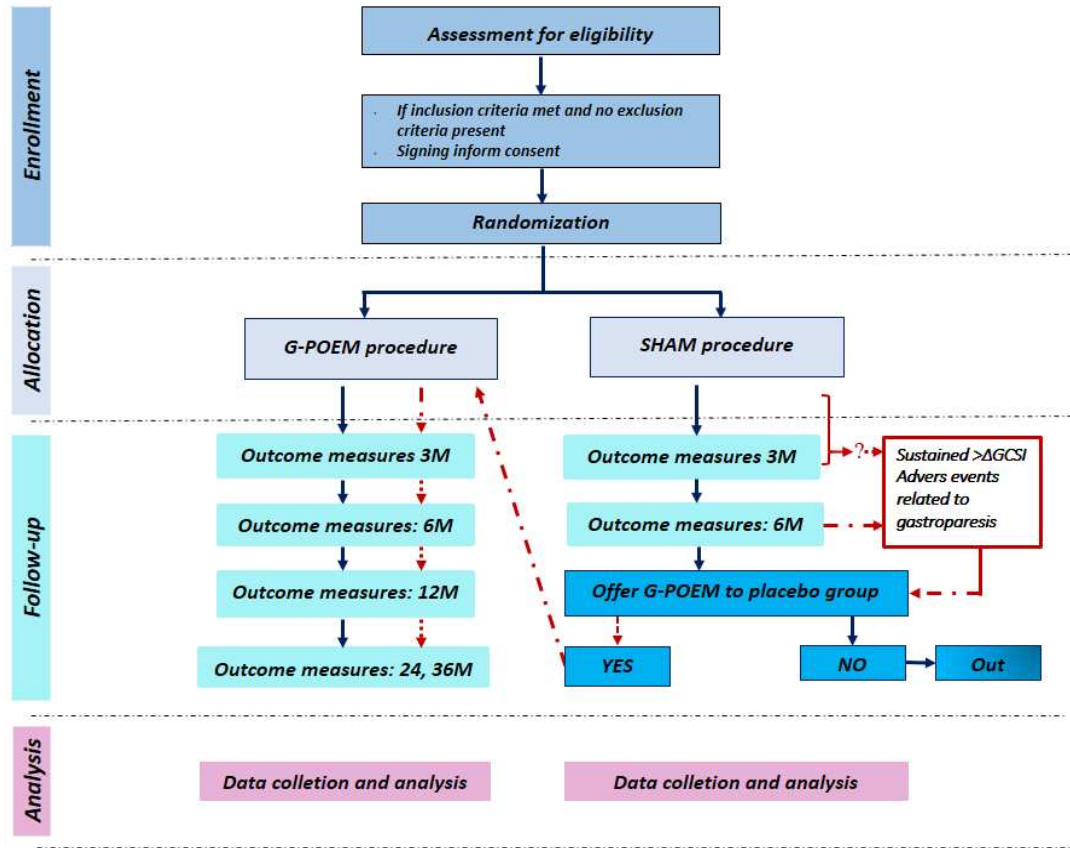 Enrollment
Assessment for eligibility
· If inclusion criteria met and no exclusion
criteria present
· Signing inform consent
Randomization
Allocation
G-POEM procedure
SHAM procedure
Follow-up
Outcome measures 3M
Outcome measures: 6M
Outcome measures: 12M
Outcome measures: 24, 36M
Outcome measures 3M
?
Sustained >ΔGCSI
Advers events
related to
gastroparesis
Outcome measures: 6M
Offer G-POEM to placebo group
YES
NO
Out
Analysis
Data colletion and analysis
Data colletion and analysis